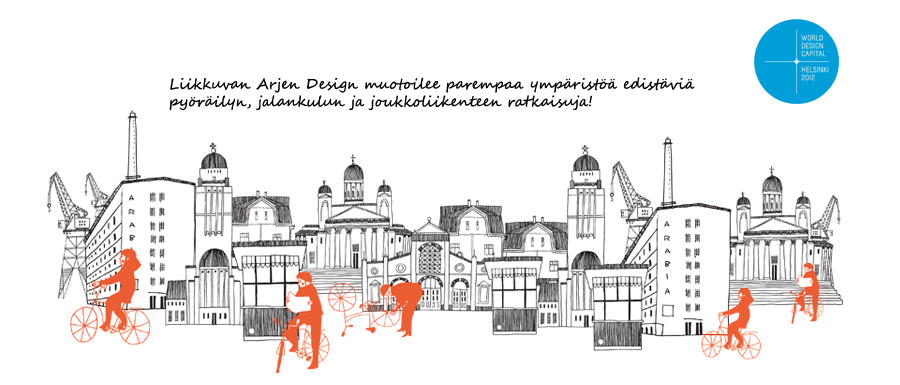 WORLD
DESIGN
CAPITAL
HELSINKI
2012
Liikkuvan Arjen Design muotoilee parempaa ympäristöä edistäviä
pyöräilyn, jalankulun ja joukkoliikenteen ratkaisuja!
ARABIA
ARABIA